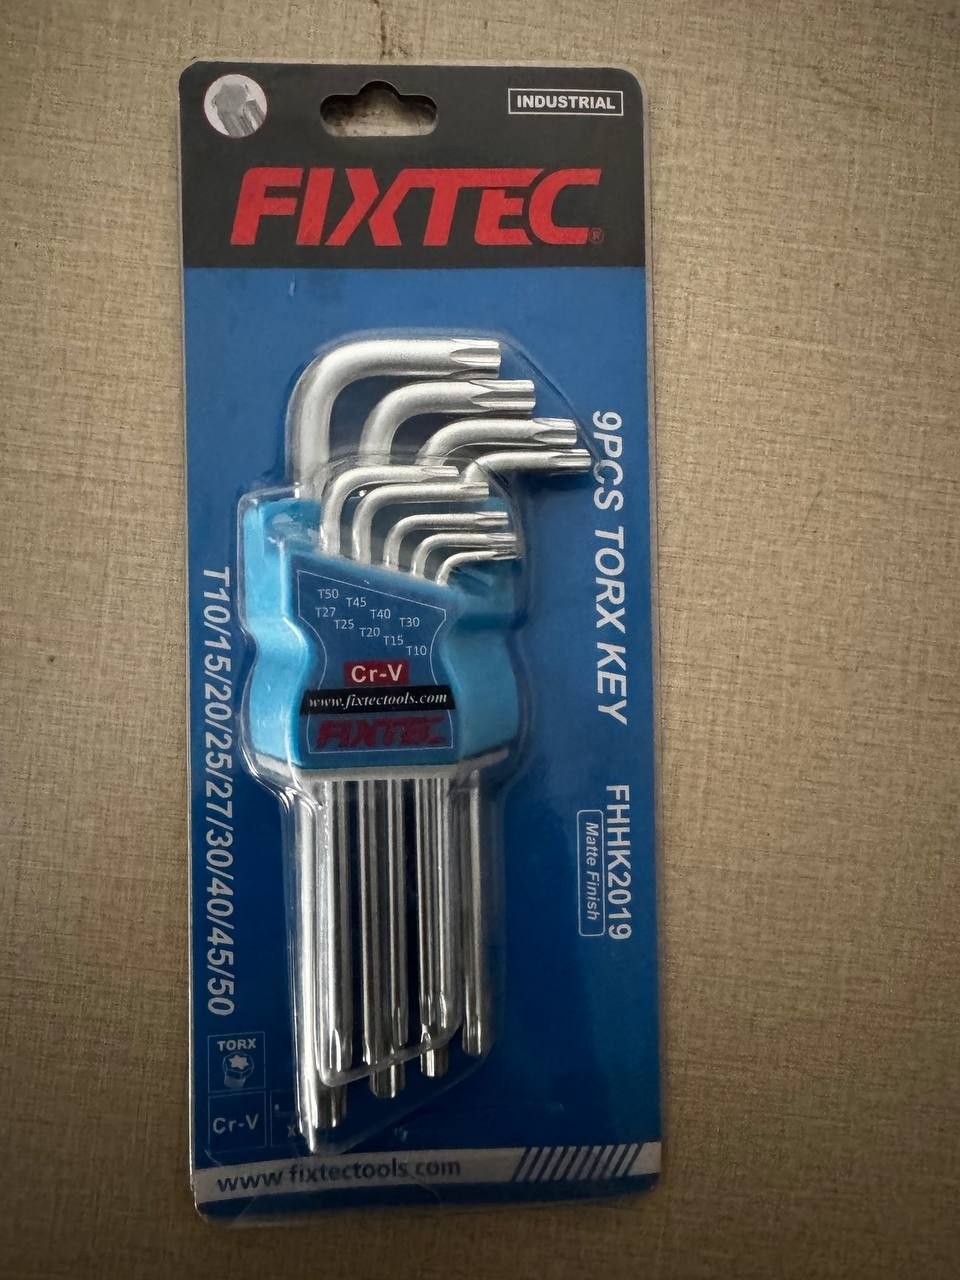 INDUSTRIAL
FIXTEC®
9PCS TORX KEY
FHHK2019
Matte Finish
T10/15/20/25/27/30/40/45/50
T50
T45
T40
T30
T27
T25
T20
T15
T10
Cr-V
www.fixtectools.com
FIXTEC
TORX
Cr-V
www.fixtectools.com